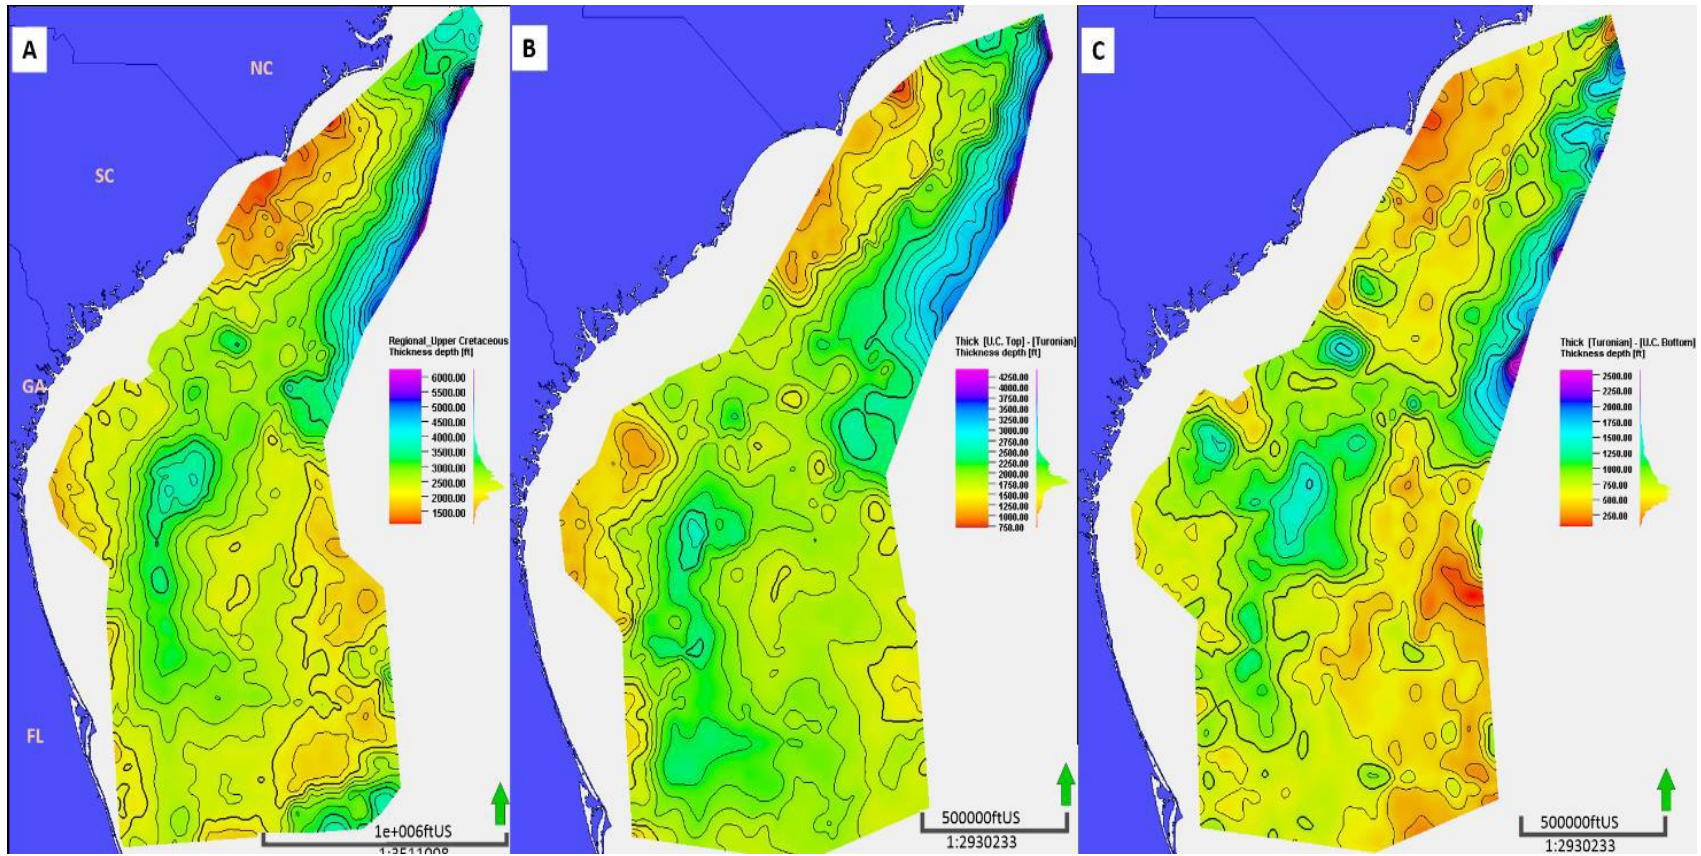 A
NC
SC
GA
FL
Regional_Upper Cretaceous
Thickness depth [ft]
6000.00
5500.00
5000.00
4500.00
4000.00
3500.00
3000.00
2500.00
2000.00
1500.00
1e+006ftUS
1:3511008
B
Thick [U.C. Top] - [Turonian]
Thickness depth [ft]
4250.00
4000.00
3750.00
3500.00
3250.00
3000.00
2750.00
2500.00
2250.00
2000.00
1750.00
1500.00
1250.00
1000.00
750.00
500000ftUS
1:2930233
C
Thick [Turonian] - [U.C. Bottom]
Thickness depth [ft]
2500.00
2250.00
2000.00
1750.00
1500.00
1250.00
1000.00
750.00
500.00
250.00
500000ftUS
1:2930233